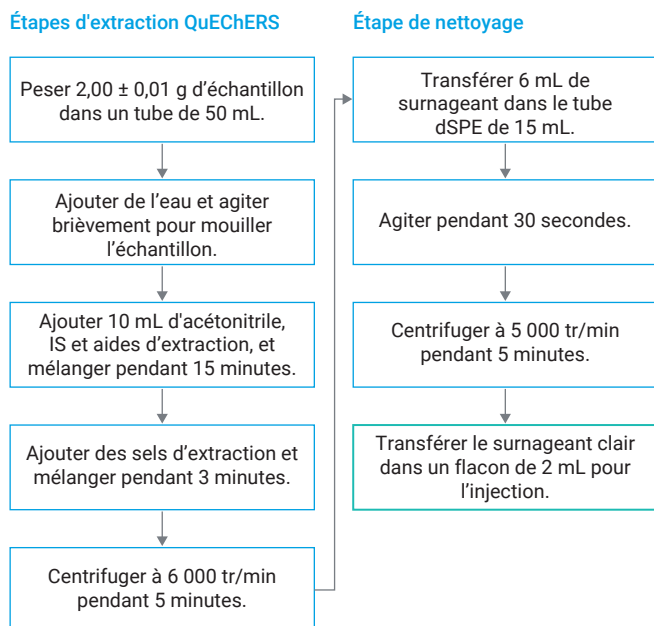 Étapes d'extraction QuEChERS
Peser 2,00 ± 0,01 g d’échantillon
dans un tube de 50 mL.
Ajouter de l’eau et agiter
brièvement pour mouiller
l’échantillon.
Ajouter 10 mL d'acétonitrile,
IS et aides d’extraction, et
mélanger pendant 15 minutes.
Ajouter des sels d’extraction et
mélanger pendant 3 minutes.
Centrifuger à 6 000 tr/min
pendant 5 minutes.
Étape de nettoyage
Transférer 6 mL de
surnageant dans le tube
dSPE de 15 mL.
Agiter pendant 30 secondes.
Centrifuger à 5 000 tr/min
pendant 5 minutes.
Transférer le surnageant clair
dans un flacon de 2 mL pour
l’injection.